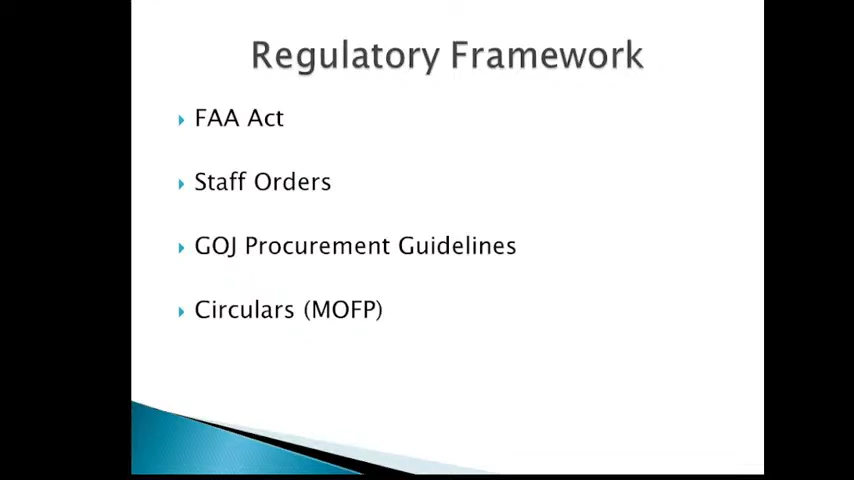 Regulatory Framework
FAA Act
Staff Orders
GOJ Procurement Guidelines
Circulars (MOFP)